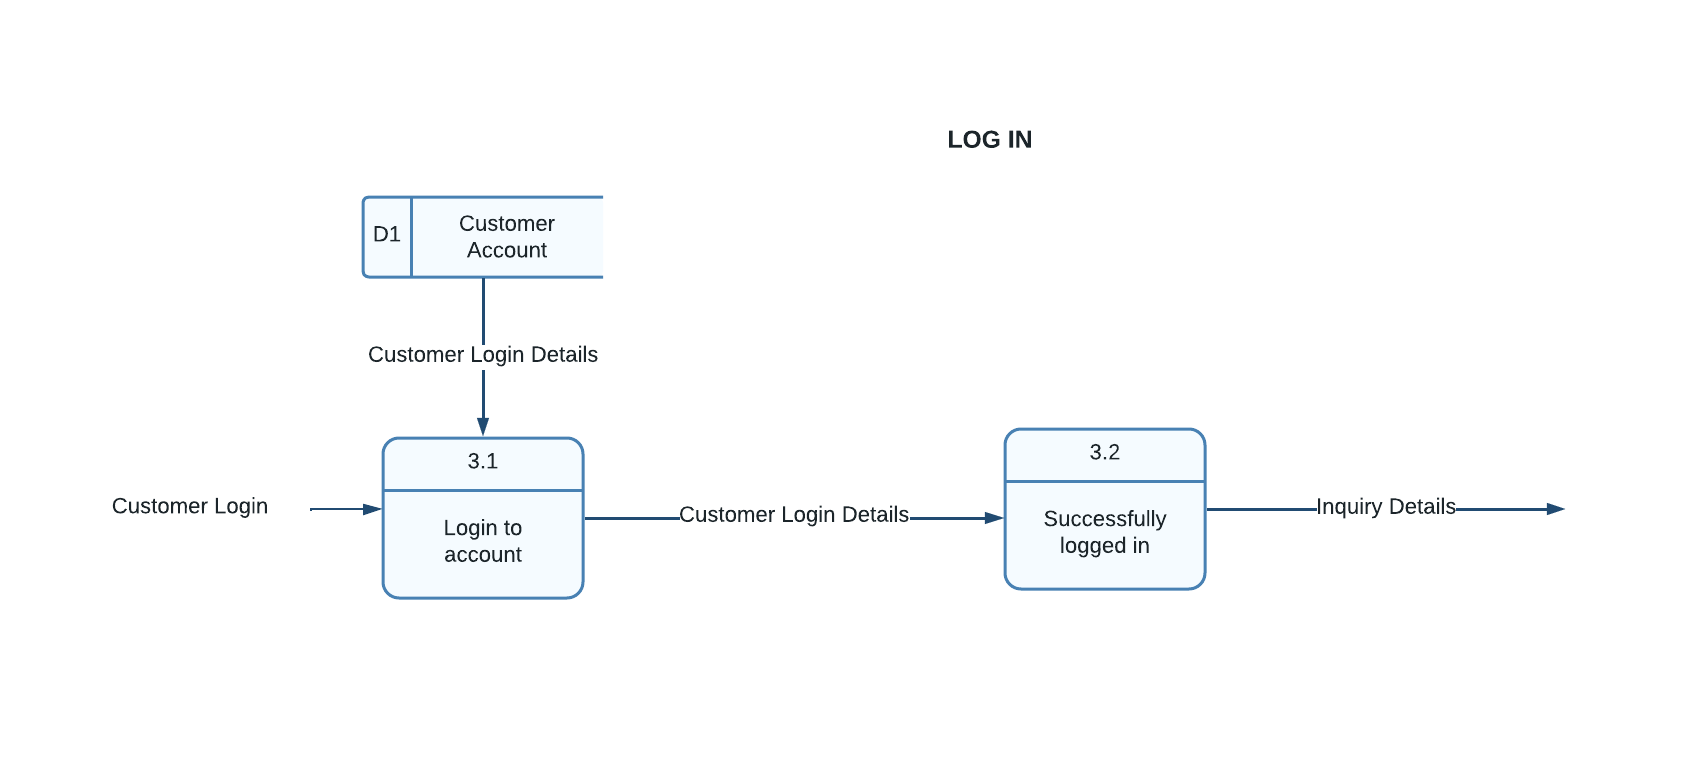 LOG IN
D1
Customer
Account
Customer Login Details
3.1
Login to
account
Customer Login
Customer Login Details
3.2
Successfully
logged in
Inquiry Details